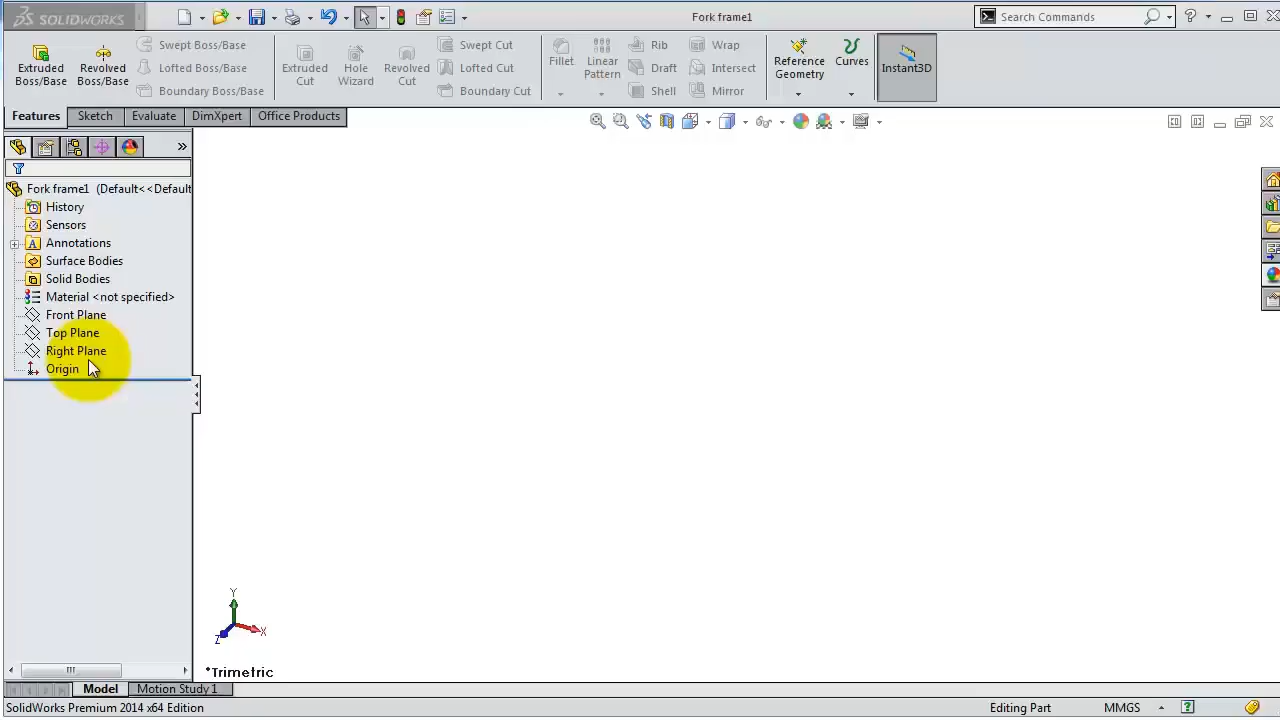 SOLIDWORKS
Fork frame1
Search Commands
Extruded Boss/Base
Revolved Boss/Base
Swept Boss/Base
Lofted Boss/Base
Boundary Boss/Base
Extruded Cut
Hole Wizard
Revolved Cut
Swept Cut
Lofted Cut
Boundary Cut
Fillet
Linear Pattern
Rib
Draft
Shell
Wrap
Intersect
Mirror
Reference Geometry
Curves
Instant3D
Features
Sketch
Evaluate
DimXpert
Office Products
Fork frame1 (Default<<Default
History
Sensors
A Annotations
Surface Bodies
Solid Bodies
Material <not specified>
Front Plane
Top Plane
Right Plane
Origin
Y
X
Z
*Trimetric
Model
Motion Study 1
SolidWorks Premium 2014 x64 Edition
Editing Part
MMGS